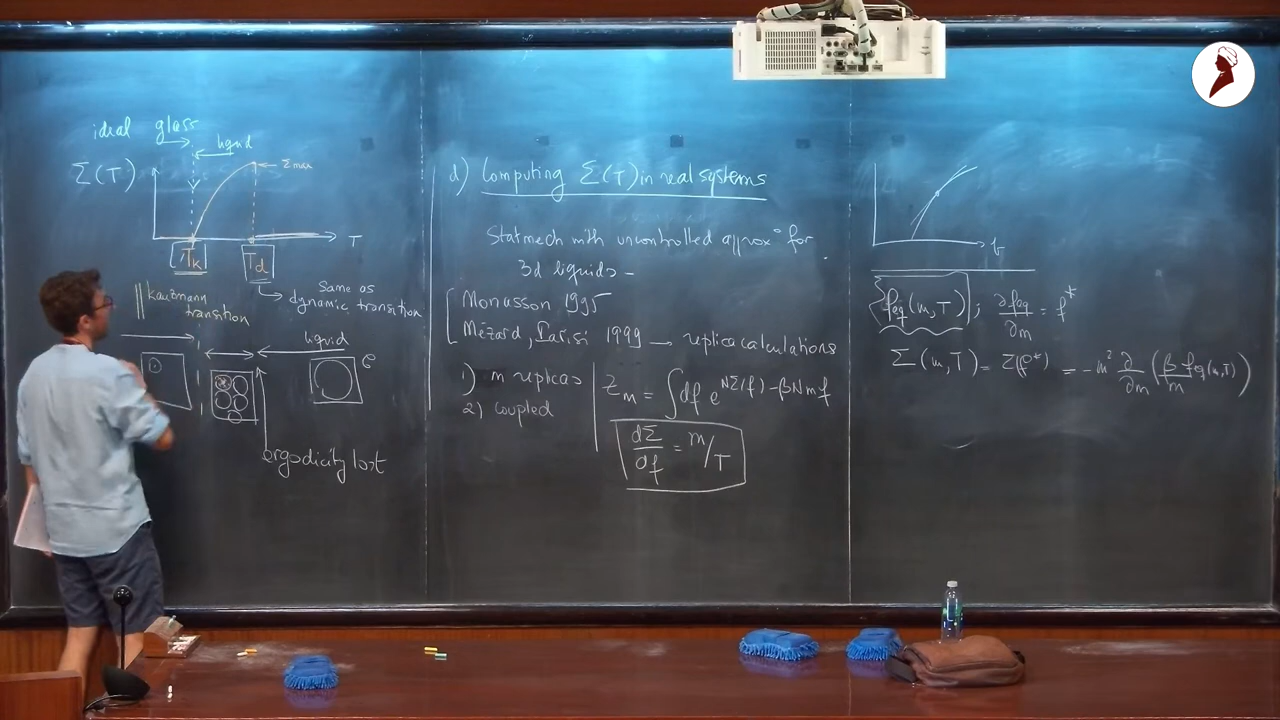 ideal glass
liquid
Σ(T)
Σmax
T
TK
Td
Same as
dynamic transition
Kauzmann
transition
liquid
ergodicity lost
d) Computing Σ(T) in real systems
Stat mech with uncontrolled approx° for
3d liquids -
Monasson 1995
Mézard, Parisi 1999 → replica calculations
1) m replicas
2) coupled
Zm = ∫ df e^{NΣ(f) - βNmf}
dΣ/df = m/T
feq(m,T) ; ∂feq/∂m = f*
Σ(m,T) = Σ(f*) = -m² ∂/∂m (β/m feq(m,T))